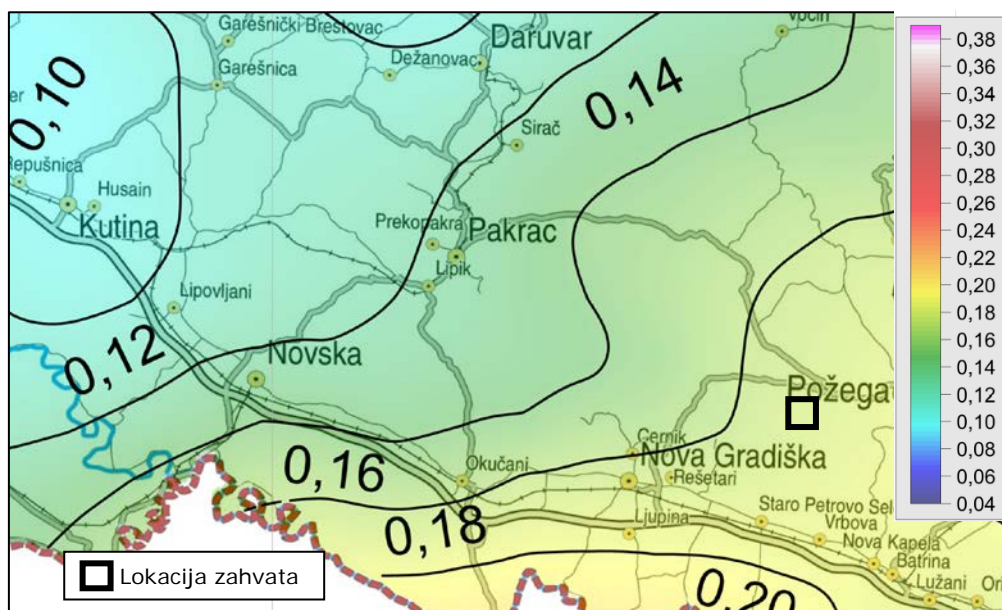 Garešnički Brestovac
Daruvar
Voćin
Dežanovac
Garešnica
0,10
0,14
Sirač
Husain
Kutina
Prekopakra
Pakrac
Lipik
Lipovljani
0,12
Novska
Požega
Cernik
0,16
Okučani
Nova Gradiška
Rešetari
Staro Petrovo Sel
Vrbova
0,18
Ljupina
Nova Kapela
Batrina
Lužani
Or
0,20
Lokacija zahvata
0,38
0,36
0,34
0,32
0,30
0,28
0,26
0,24
0,22
0,20
0,18
0,16
0,14
0,12
0,10
0,08
0,06
0,04